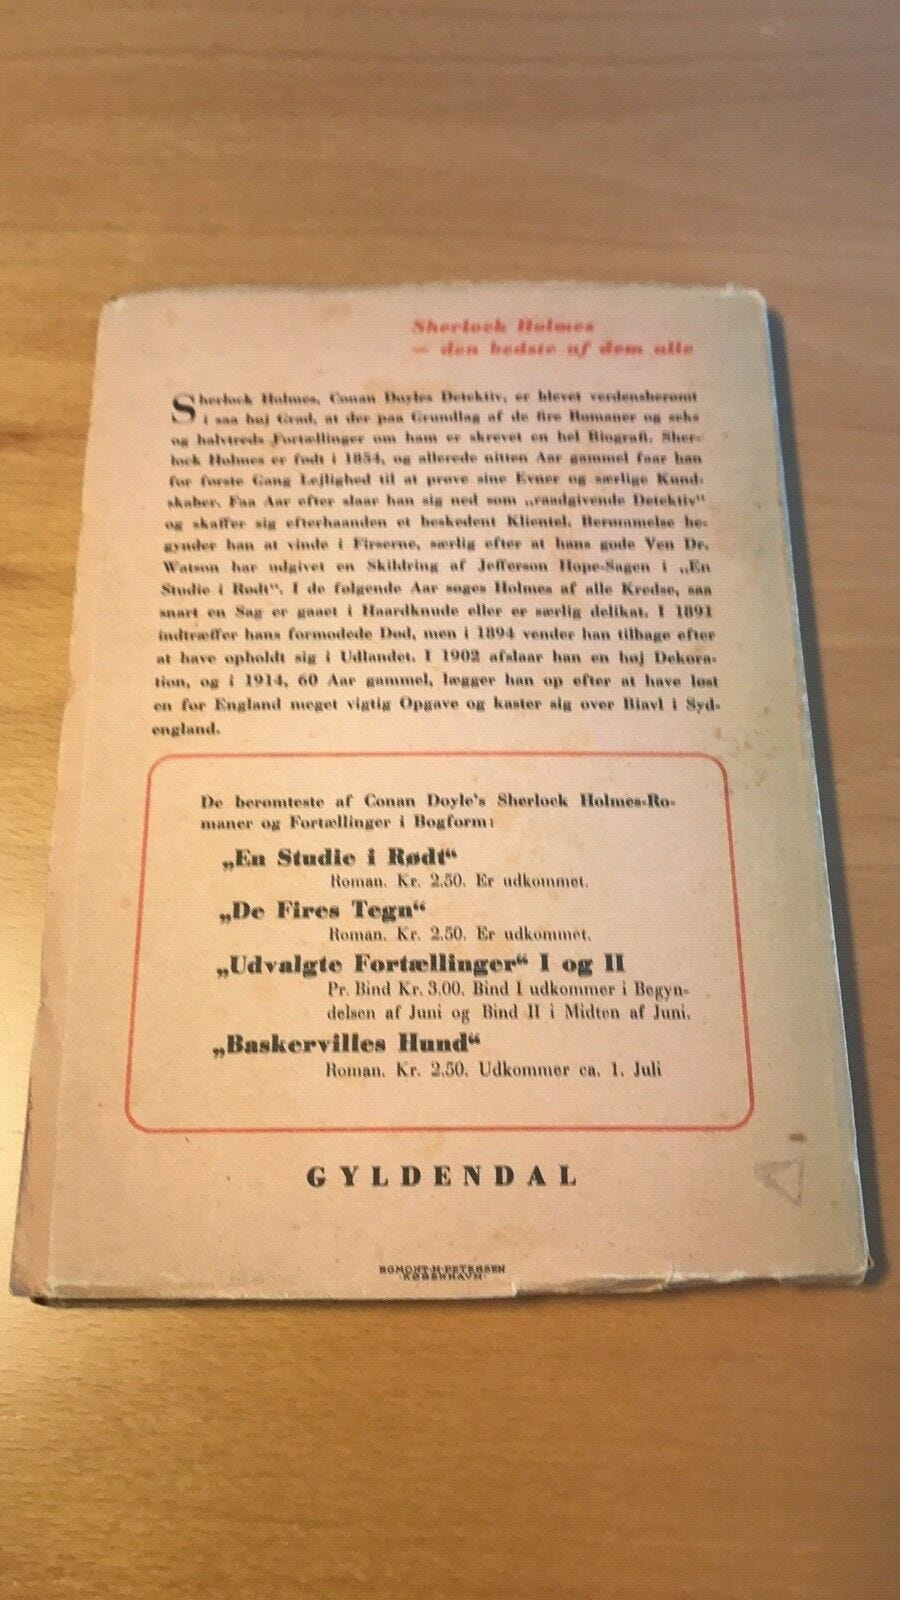 Sherlock Holmes
— den bedste af dem alle
Sherlock Holmes, Conan Doyles Detektiv, er blevet verdensberømt
i saa høj Grad, at der paa Grundlag af de fire Romaner og seks
og halvtreds Fortællinger om ham er skrevet en hel Biografi. Sher-
lock Holmes er født i 1854, og allerede nitten Aar gammel faar han
for første Gang Lejlighed til at prøve sine Evner og særlige Kund-
skaber. Faa Aar efter slaar han sig ned som „raadgivende Detektiv“
og skaffer sig efterhaanden et beskedent Klientel. Berømmelse be-
gynder han at vinde i Firserne, særlig efter at hans gode Ven Dr.
Watson har udgivet en Skildring af Jefferson Hope-Sagen i „En
Studie i Rødt“. I de følgende Aar søges Holmes af alle Kredse, saa
snart en Sag er gaaet i Haardknude eller er særlig delikat. I 1891
indtræffer hans formodede Død, men i 1894 vender han tilbage efter
at have opholdt sig i Udlandet. I 1902 afslaar han en høj Dekora-
tion, og i 1914, 60 Aar gammel, lægger han op efter at have løst
en for England meget vigtig Opgave og kaster sig over Biavl i Syd-
england.
De berømteste af Conan Doyle's Sherlock Holmes-Ro-
maner og Fortællinger i Bogform:
„En Studie i Rødt“
Roman. Kr. 2.50. Er udkommet.
„De Fires Tegn“
Roman. Kr. 2.50. Er udkommet.
„Udvalgte Fortællinger“ I og II
Pr. Bind Kr. 3.00. Bind I udkommer i Begyn-
delsen af Juni og Bind II i Midten af Juni.
„Baskervilles Hund“
Roman. Kr. 2.50. Udkommer ca. 1. Juli
GYLDENDAL
EGMONT H. PETERSEN
KØBENHAVN